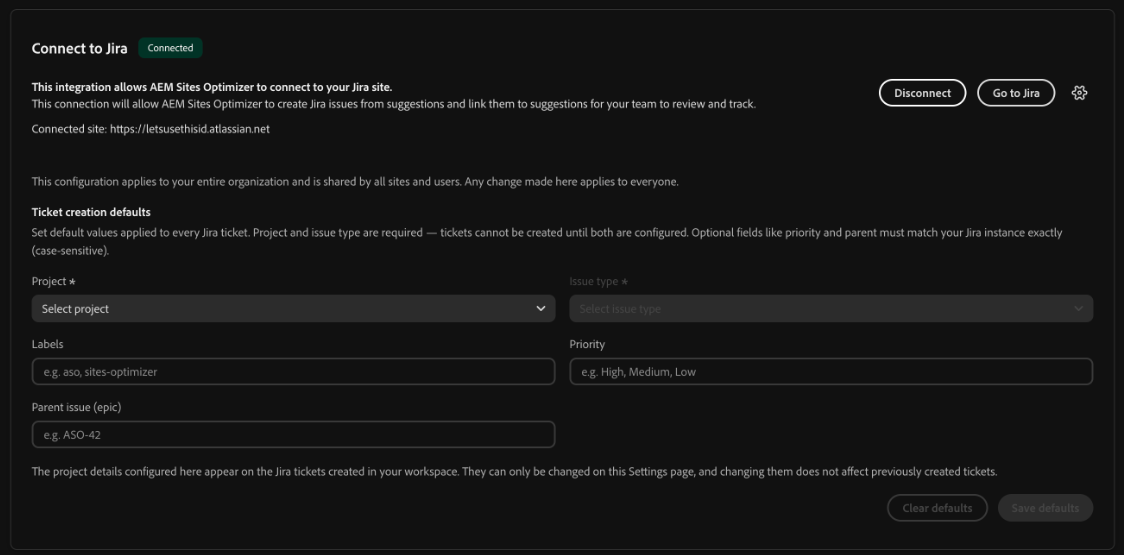 Connect to Jira Connected
This integration allows AEM Sites Optimizer to connect to your Jira site.
This connection will allow AEM Sites Optimizer to create Jira issues from suggestions and link them to suggestions for your team to review and track.
Disconnect Go to Jira
Connected site: https://letsusethisid.atlassian.net
This configuration applies to your entire organization and is shared by all sites and users. Any change made here applies to everyone.
Ticket creation defaults
Set default values applied to every Jira ticket. Project and issue type are required — tickets cannot be created until both are configured. Optional fields like priority and parent must match your Jira instance exactly
(case-sensitive).
Project * Issue type *
Select project Select issue type
Labels Priority
e.g. aso, sites-optimizer e.g. High, Medium, Low
Parent issue (epic)
e.g. ASO-42
The project details configured here appear on the Jira tickets created in your workspace. They can only be changed on this Settings page, and changing them does not affect previously created tickets.
Clear defaults Save defaults